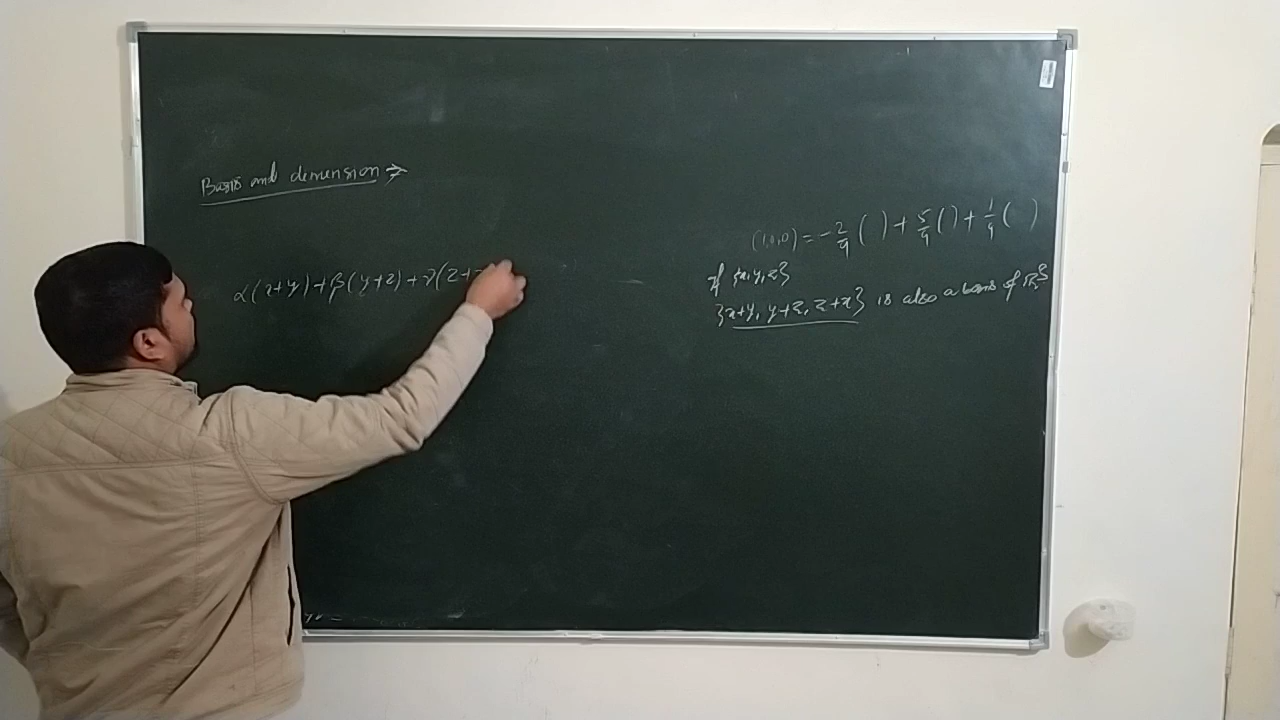 Basis and dimension ⇒
α(x+y)+β(y+z)+γ(z+
(1,0,0) = -2/9 ( ) + 5/9 ( ) + 1/9 ( )
if {x,y,z}
{x+y, y+z, z+x} is also a basis of R³